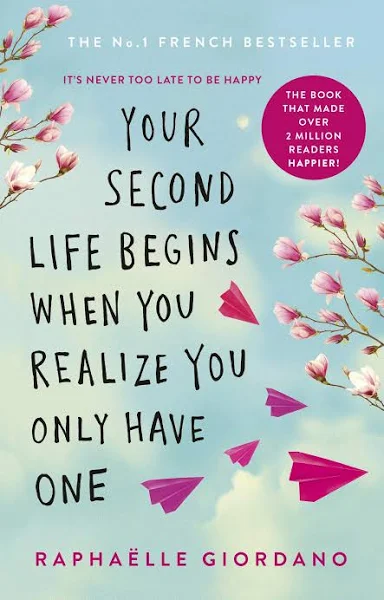 THE No.1 FRENCH BESTSELLER
IT'S NEVER TOO LATE TO BE HAPPY
THE BOOK
THAT MADE
OVER
2 MILLION
READERS
HAPPIER!
YOUR
SECOND
LIFE BEGINS
WHEN YOU
REALIZE YOU
ONLY HAVE
ONE
RAPHAËLLE GIORDANO